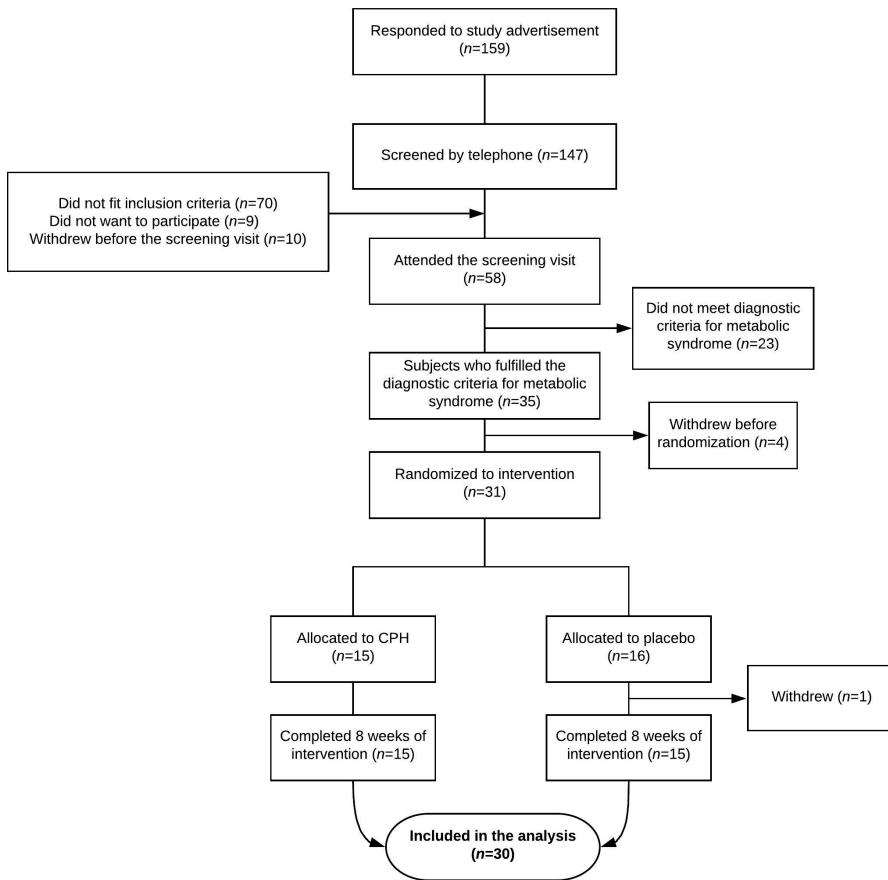 Responded to study advertisement
(n=159)
Screened by telephone (n=147)
Did not fit inclusion criteria (n=70)
Did not want to participate (n=9)
Withdrew before the screening visit (n=10)
Attended the screening visit
(n=58)
Did not meet diagnostic
criteria for metabolic
syndrome (n=23)
Subjects who fulfilled the
diagnostic criteria for metabolic
syndrome (n=35)
Withdrew before
randomization (n=4)
Randomized to intervention
(n=31)
Allocated to CPH
(n=15)
Allocated to placebo
(n=16)
Withdrew (n=1)
Completed 8 weeks of
intervention (n=15)
Completed 8 weeks of
intervention (n=15)
Included in the analysis
(n=30)